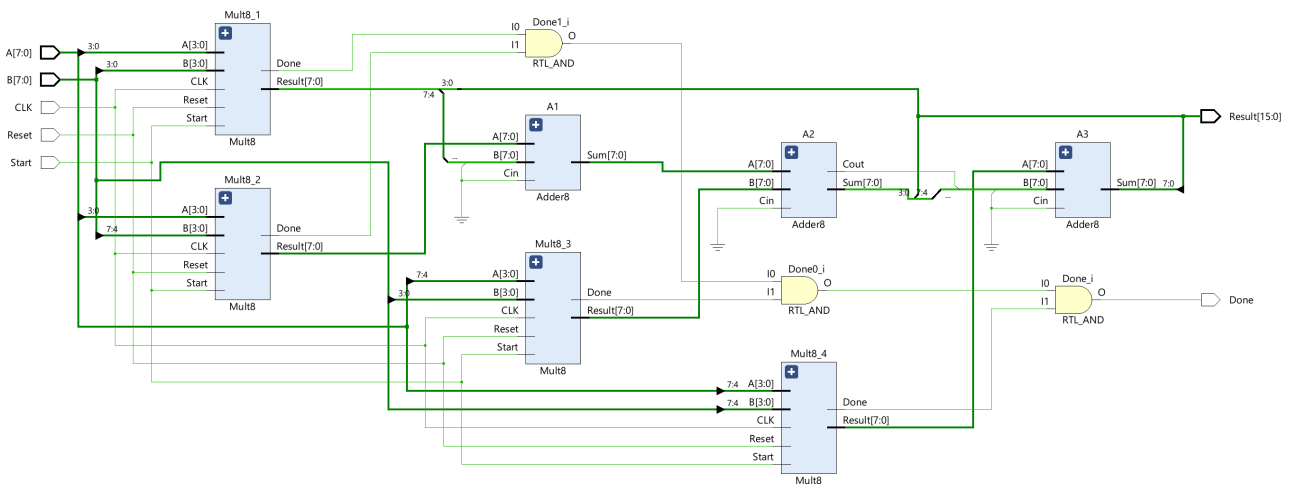 A[7:0]
B[7:0]
CLK
Reset
Start
3:0
3:0
Mult8_1
A[3:0]
B[3:0]
CLK
Reset
Start
Done
Result[7:0]
Mult8
3:0
7:4
Mult8_2
A[3:0]
B[3:0]
CLK
Reset
Start
Done
Result[7:0]
Mult8
I0
I1
Done1_i
O
RTL_AND
3:0
7:4
...
A1
A[7:0]
B[7:0]
Cin
Sum[7:0]
Adder8
7:4
3:0
Mult8_3
A[3:0]
B[3:0]
CLK
Reset
Start
Done
Result[7:0]
Mult8
A2
A[7:0]
B[7:0]
Cin
Cout
Sum[7:0]
Adder8
3:0
7:4
...
I0
I1
Done0_i
O
RTL_AND
7:4
7:4
Mult8_4
A[3:0]
B[3:0]
CLK
Reset
Start
Done
Result[7:0]
Mult8
A3
A[7:0]
B[7:0]
Cin
Sum[7:0]
7:0
Adder8
I0
I1
Done_i
O
RTL_AND
Result[15:0]
Done